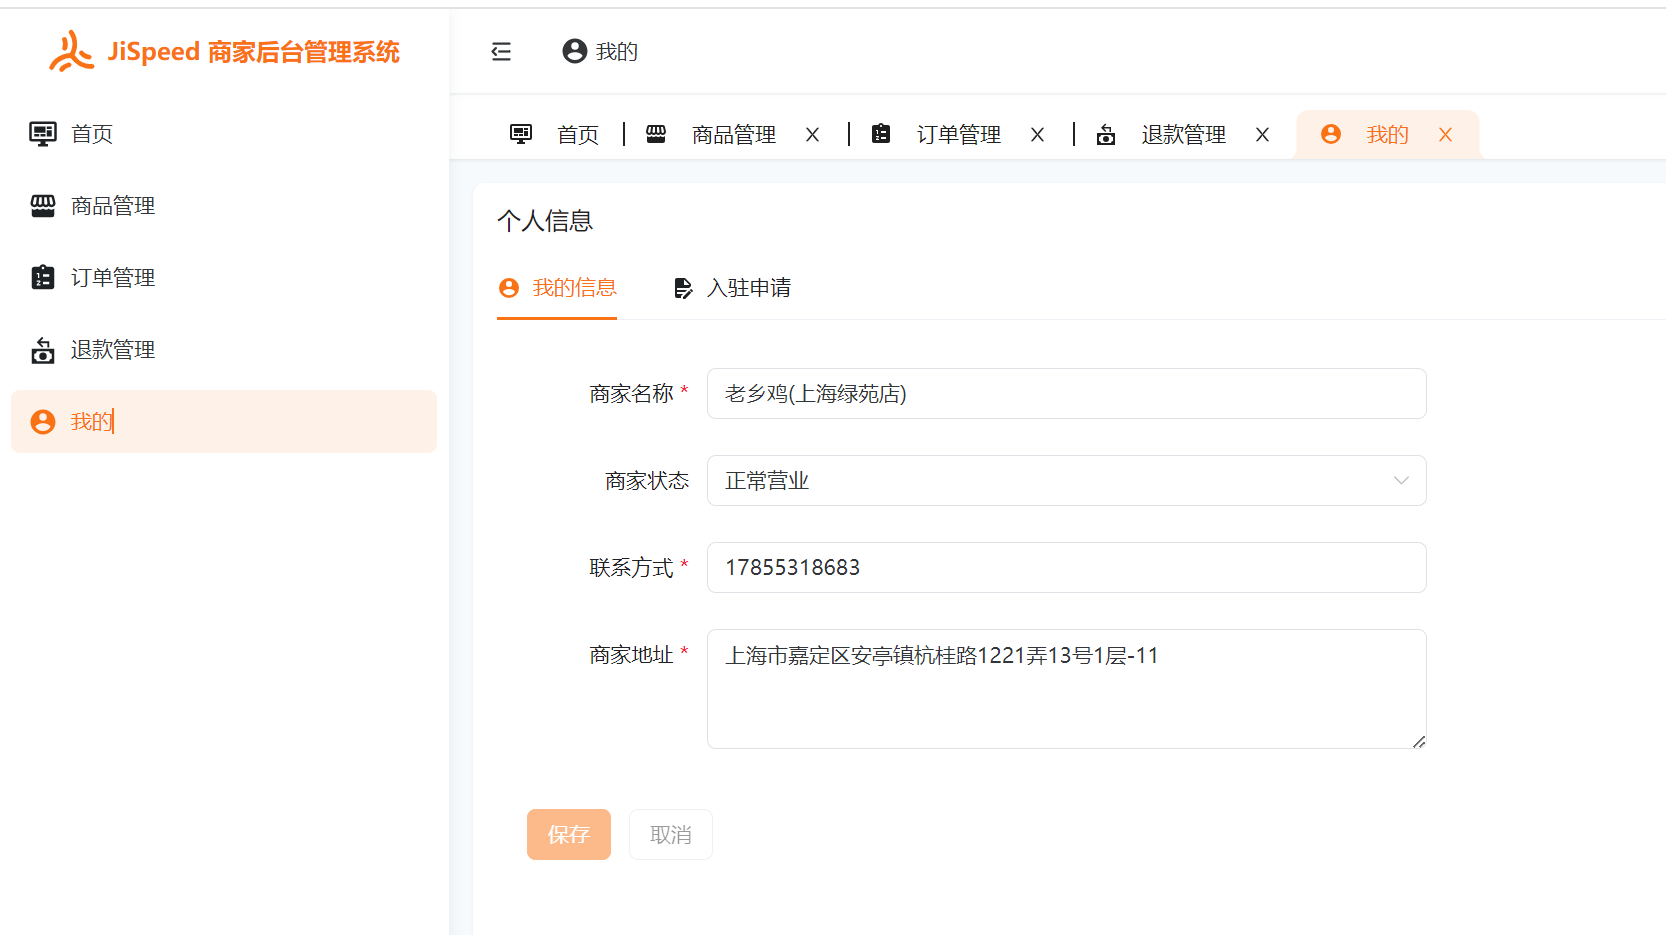 JiSpeed 商家后台管理系统
我的
首页
商品管理
订单管理
退款管理
我的
首页 商品管理 订单管理 退款管理 我的
个人信息
我的信息 入驻申请
商家名称 * 老乡鸡(上海绿苑店)
商家状态 正常营业
联系方式 * 17855318683
商家地址 * 上海市嘉定区安亭镇杭桂路1221弄13号1层-11
保存 取消